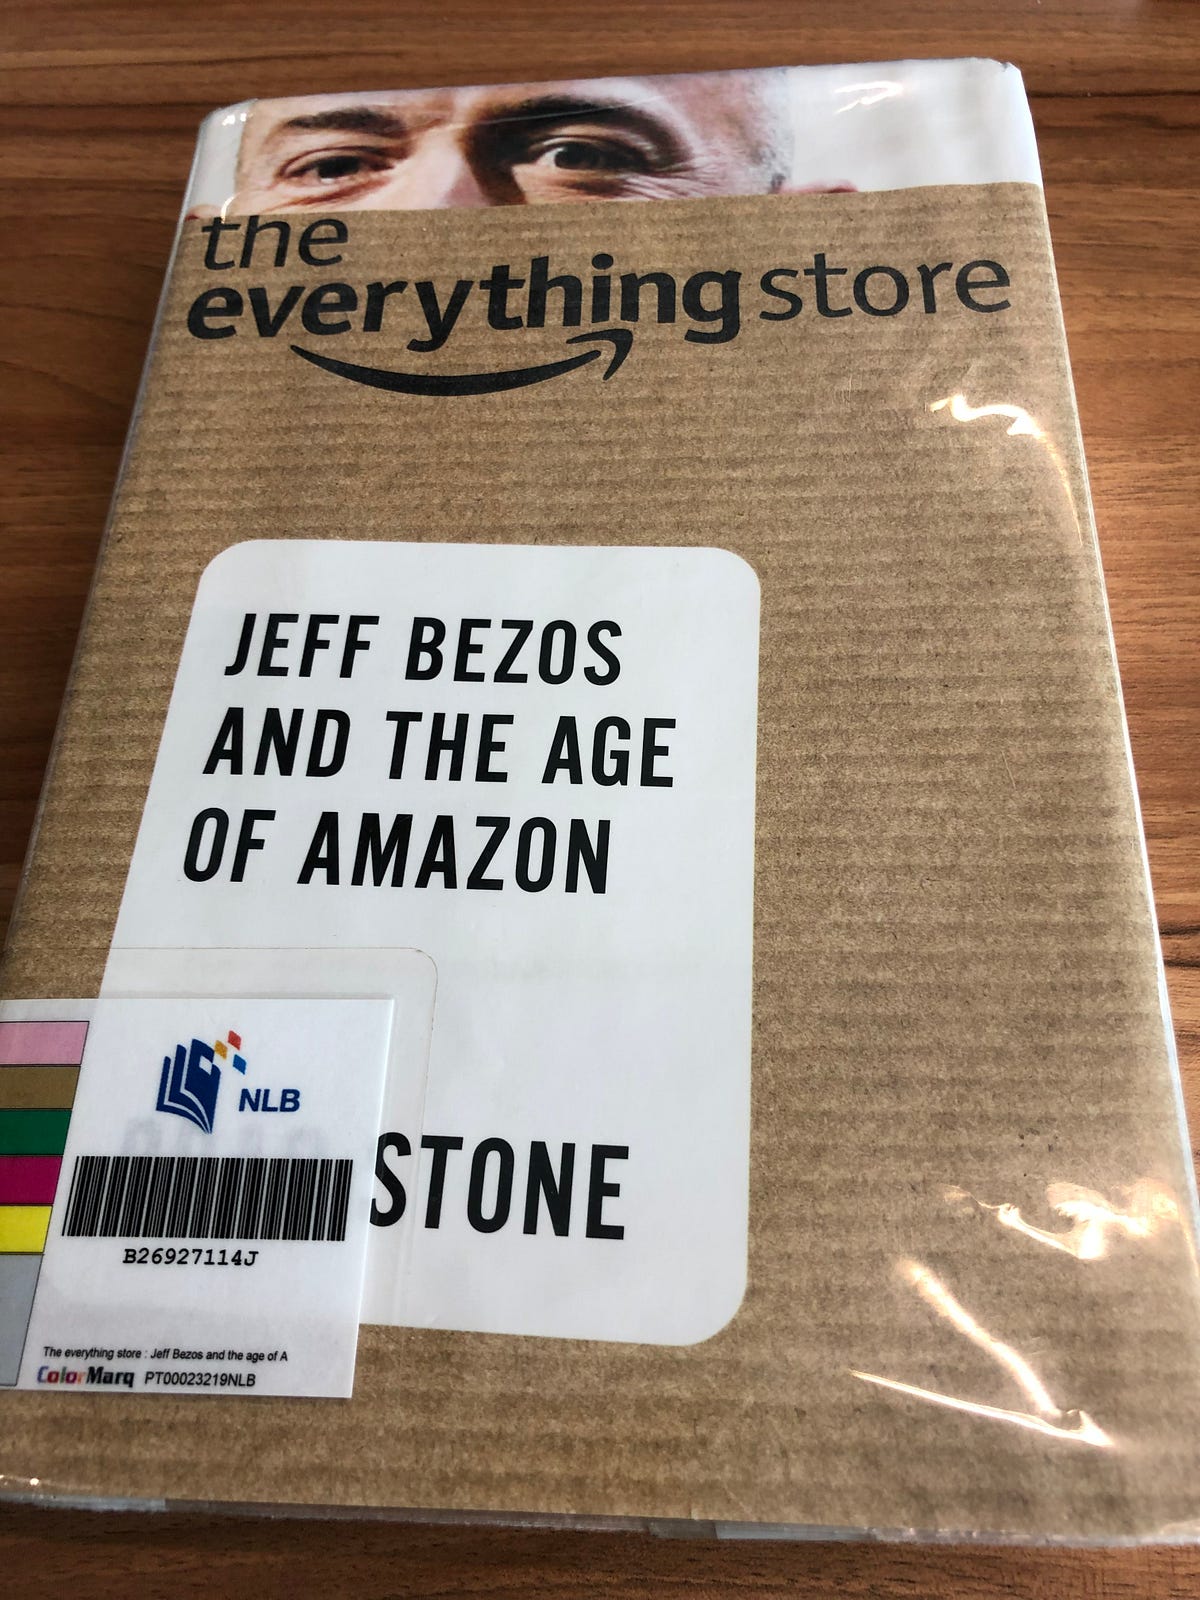 the
everything store
JEFF BEZOS
AND THE AGE
OF AMAZON
STONE
NLB
B26927114J
The everything store : Jeff Bezos and the age of A
ColorMarq PT00023219NLB